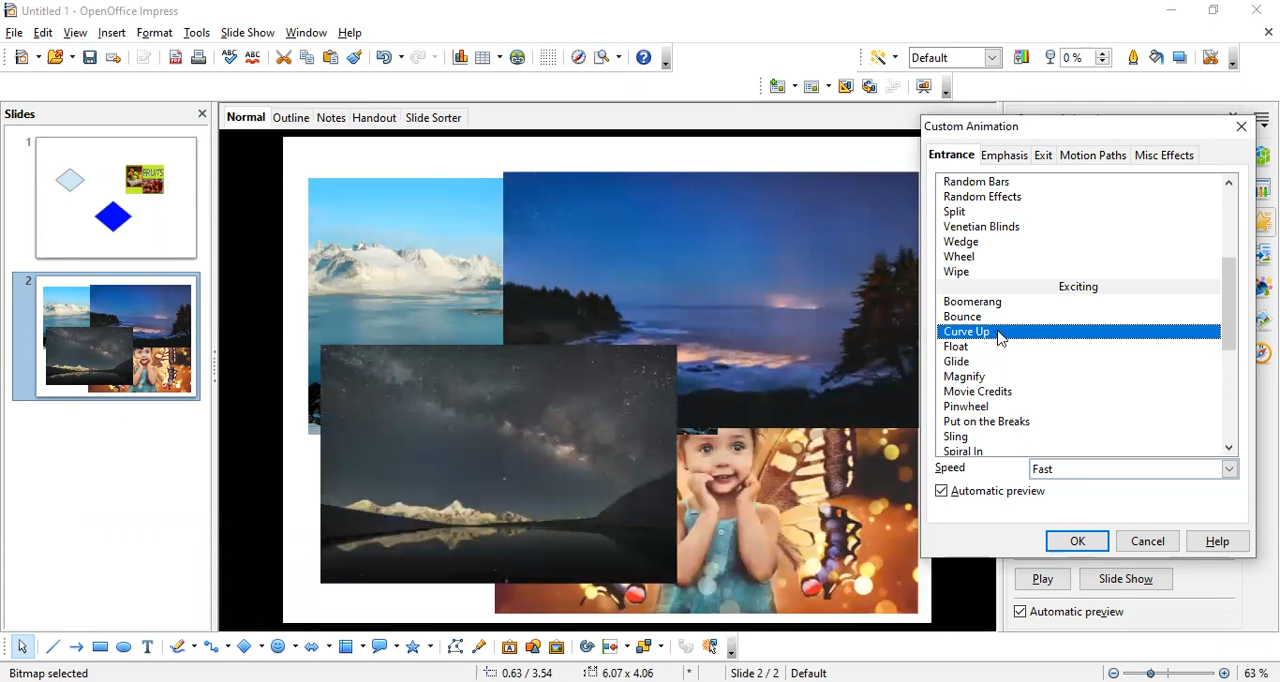 Untitled 1 - OpenOffice Impress
File Edit View Insert Format Tools Slide Show Window Help
Default 0 %
Slides
Normal Outline Notes Handout Slide Sorter
1
FRUITS
2
Custom Animation
Entrance Emphasis Exit Motion Paths Misc Effects
Random Bars
Random Effects
Split
Venetian Blinds
Wedge
Wheel
Wipe
Exciting
Boomerang
Bounce
Curve Up
Float
Glide
Magnify
Movie Credits
Pinwheel
Put on the Breaks
Sling
Spiral In
Speed Fast
Automatic preview
OK Cancel Help
Play Slide Show
Automatic preview
Bitmap selected 0.63 / 3.54 6.07 x 4.06 * Slide 2 / 2 Default 63 %